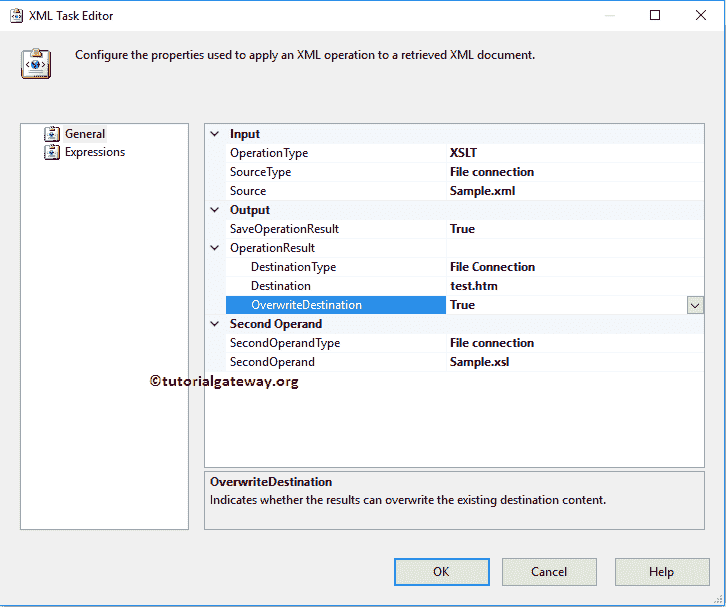 XML Task Editor
Configure the properties used to apply an XML operation to a retrieved XML document.
General
Expressions
Input
OperationType XSLT
SourceType File connection
Source Sample.xml
Output
SaveOperationResult True
OperationResult
DestinationType File Connection
Destination test.htm
OverwriteDestination True
Second Operand
SecondOperandType File connection
SecondOperand Sample.xsl
©tutorialgateway.org
OverwriteDestination
Indicates whether the results can overwrite the existing destination content.
OK Cancel Help